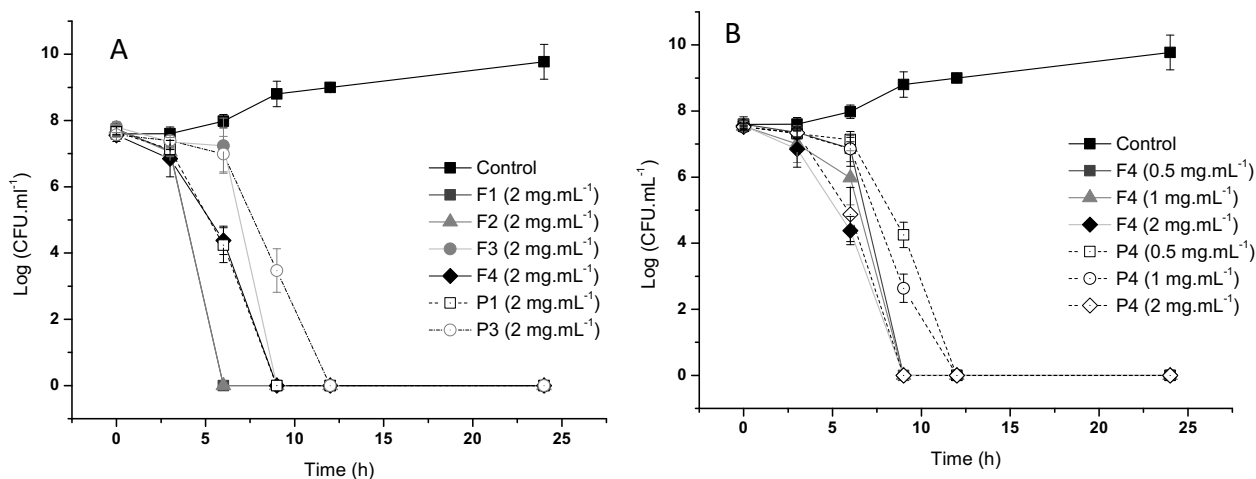 A
10
8
6
4
2
0
0 5 10 15 20 25
Time (h)
Log (CFU.ml⁻¹)
Control
F1 (2 mg.mL⁻¹)
F2 (2 mg.mL⁻¹)
F3 (2 mg.mL⁻¹)
F4 (2 mg.mL⁻¹)
P1 (2 mg.mL⁻¹)
P3 (2 mg.mL⁻¹)
B
10
8
6
4
2
0
0 5 10 15 20 25
Time (h)
Log (CFU.mL⁻¹)
Control
F4 (0.5 mg.mL⁻¹)
F4 (1 mg.mL⁻¹)
F4 (2 mg.mL⁻¹)
P4 (0.5 mg.mL⁻¹)
P4 (1 mg.mL⁻¹)
P4 (2 mg.mL⁻¹)